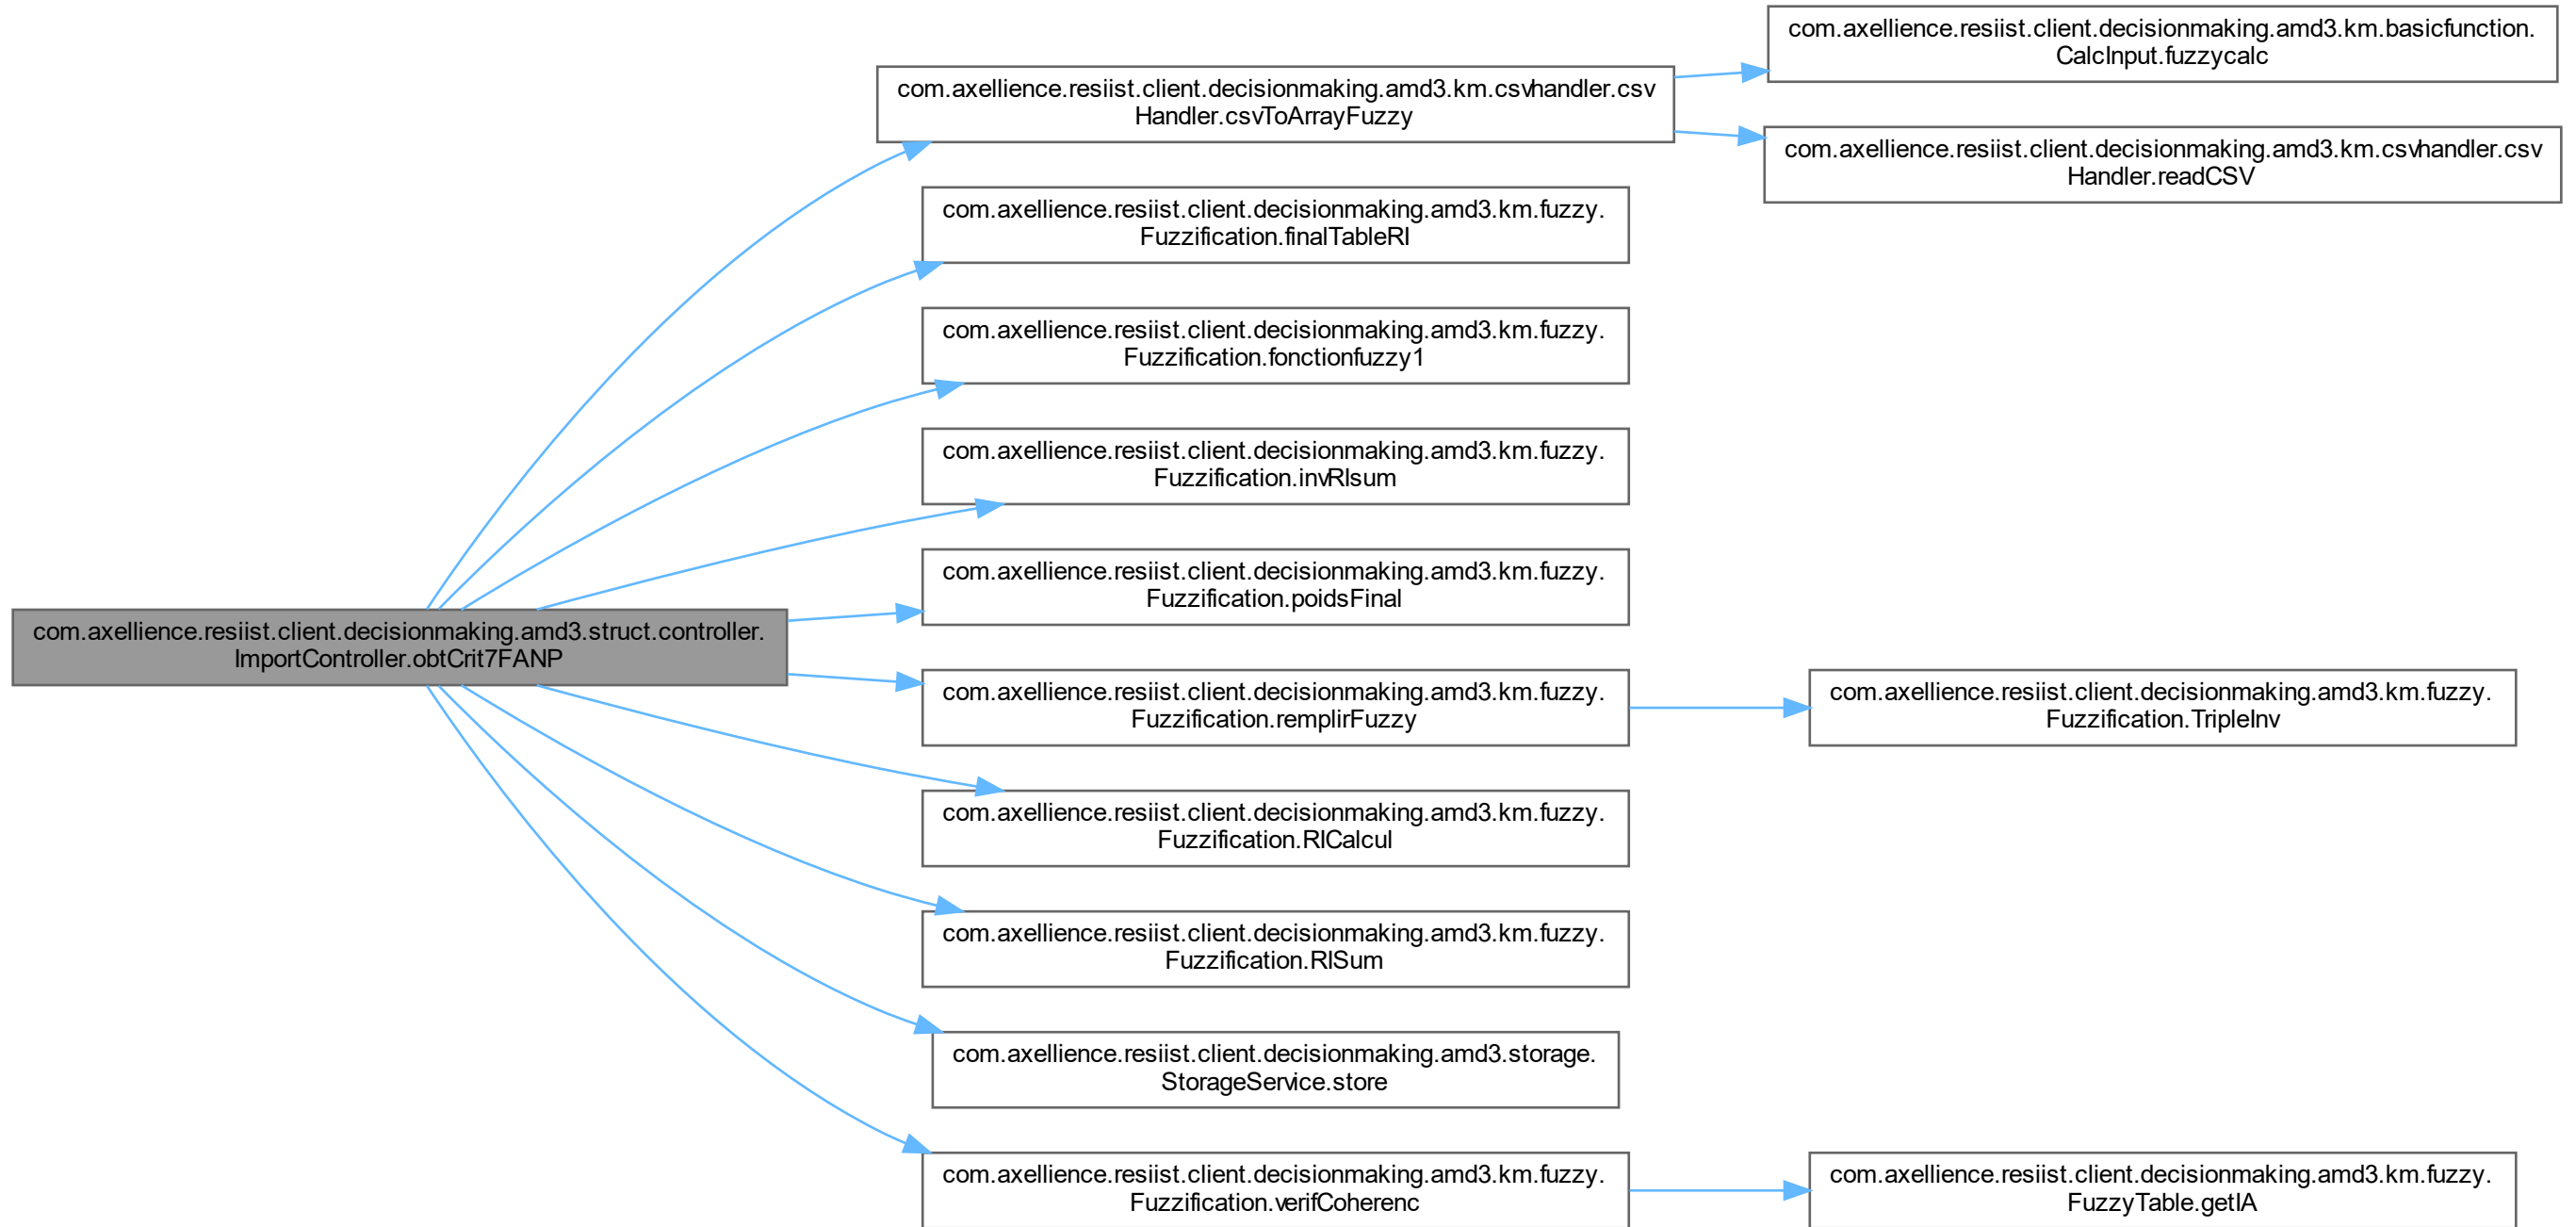 com.axellience.resiist.client.decisionmaking.amd3.struct.controller.
ImportController.obtCrit7FANP
com.axellience.resiist.client.decisionmaking.amd3.km.csvhandler.csv
Handler.csvToArrayFuzzy
com.axellience.resiist.client.decisionmaking.amd3.km.basicfunction.
CalcInput.fuzzycalc
com.axellience.resiist.client.decisionmaking.amd3.km.csvhandler.csv
Handler.readCSV
com.axellience.resiist.client.decisionmaking.amd3.km.fuzzy.
Fuzzification.finalTableRI
com.axellience.resiist.client.decisionmaking.amd3.km.fuzzy.
Fuzzification.fonctionfuzzy1
com.axellience.resiist.client.decisionmaking.amd3.km.fuzzy.
Fuzzification.invRIsum
com.axellience.resiist.client.decisionmaking.amd3.km.fuzzy.
Fuzzification.poidsFinal
com.axellience.resiist.client.decisionmaking.amd3.km.fuzzy.
Fuzzification.remplirFuzzy
com.axellience.resiist.client.decisionmaking.amd3.km.fuzzy.
Fuzzification.TripleInv
com.axellience.resiist.client.decisionmaking.amd3.km.fuzzy.
Fuzzification.RICalcul
com.axellience.resiist.client.decisionmaking.amd3.km.fuzzy.
Fuzzification.RISum
com.axellience.resiist.client.decisionmaking.amd3.storage.
StorageService.store
com.axellience.resiist.client.decisionmaking.amd3.km.fuzzy.
Fuzzification.verifCoherenc
com.axellience.resiist.client.decisionmaking.amd3.km.fuzzy.
FuzzyTable.getIA